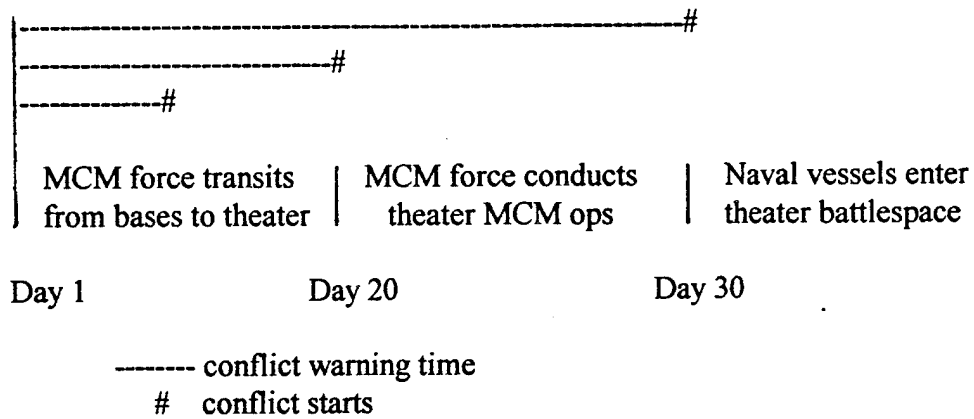 #
#
#
MCM force transits | MCM force conducts | Naval vessels enter
from bases to theater | theater MCM ops | theater battlespace
Day 1 Day 20 Day 30
-------- conflict warning time
# conflict starts